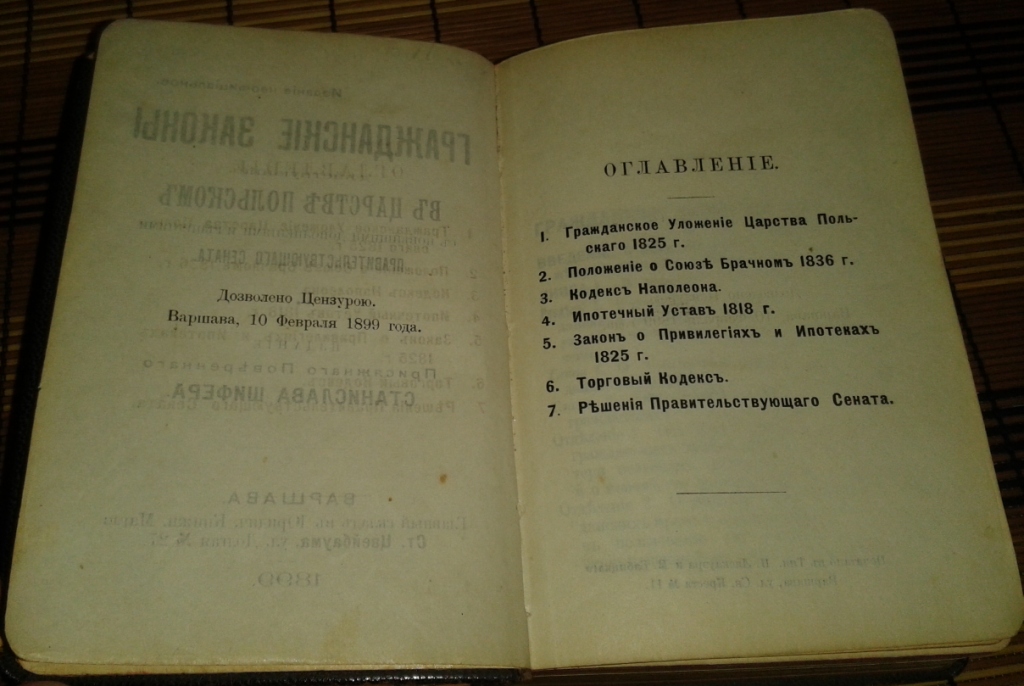 Дозволено Цензурою.
Варшава, 10 Февраля 1899 года.
ОГЛАВЛЕНІЕ.
1. Гражданское Уложеніе Царства Поль-
скаго 1825 г.
2. Положеніе о Союзѣ Брачномъ 1836 г.
3. Кодексъ Наполеона.
4. Ипотечный Уставъ 1818 г.
5. Законъ о Привилегіяхъ и Ипотекахъ
1825 г.
6. Торговый Кодексъ.
7. Рѣшенія Правительствующаго Сената.